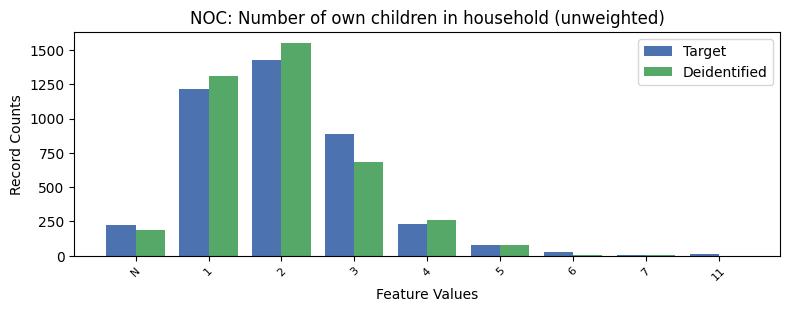 NOC: Number of own children in household (unweighted)
Target
Deidentified
Record Counts
1500
1250
1000
750
500
250
0
N 1 2 3 4 5 6 7 11
Feature Values